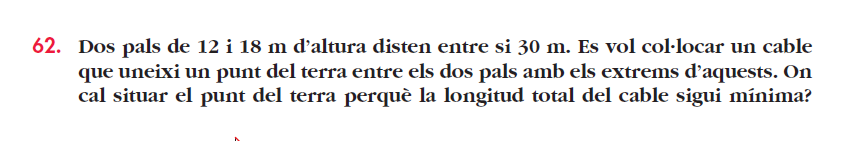 62. Dos pals de 12 i 18 m d'altura disten entre si 30 m. Es vol col·locar un cable
que uneixi un punt del terra entre els dos pals amb els extrems d'aquests. On
cal situar el punt del terra perquè la longitud total del cable sigui mínima?